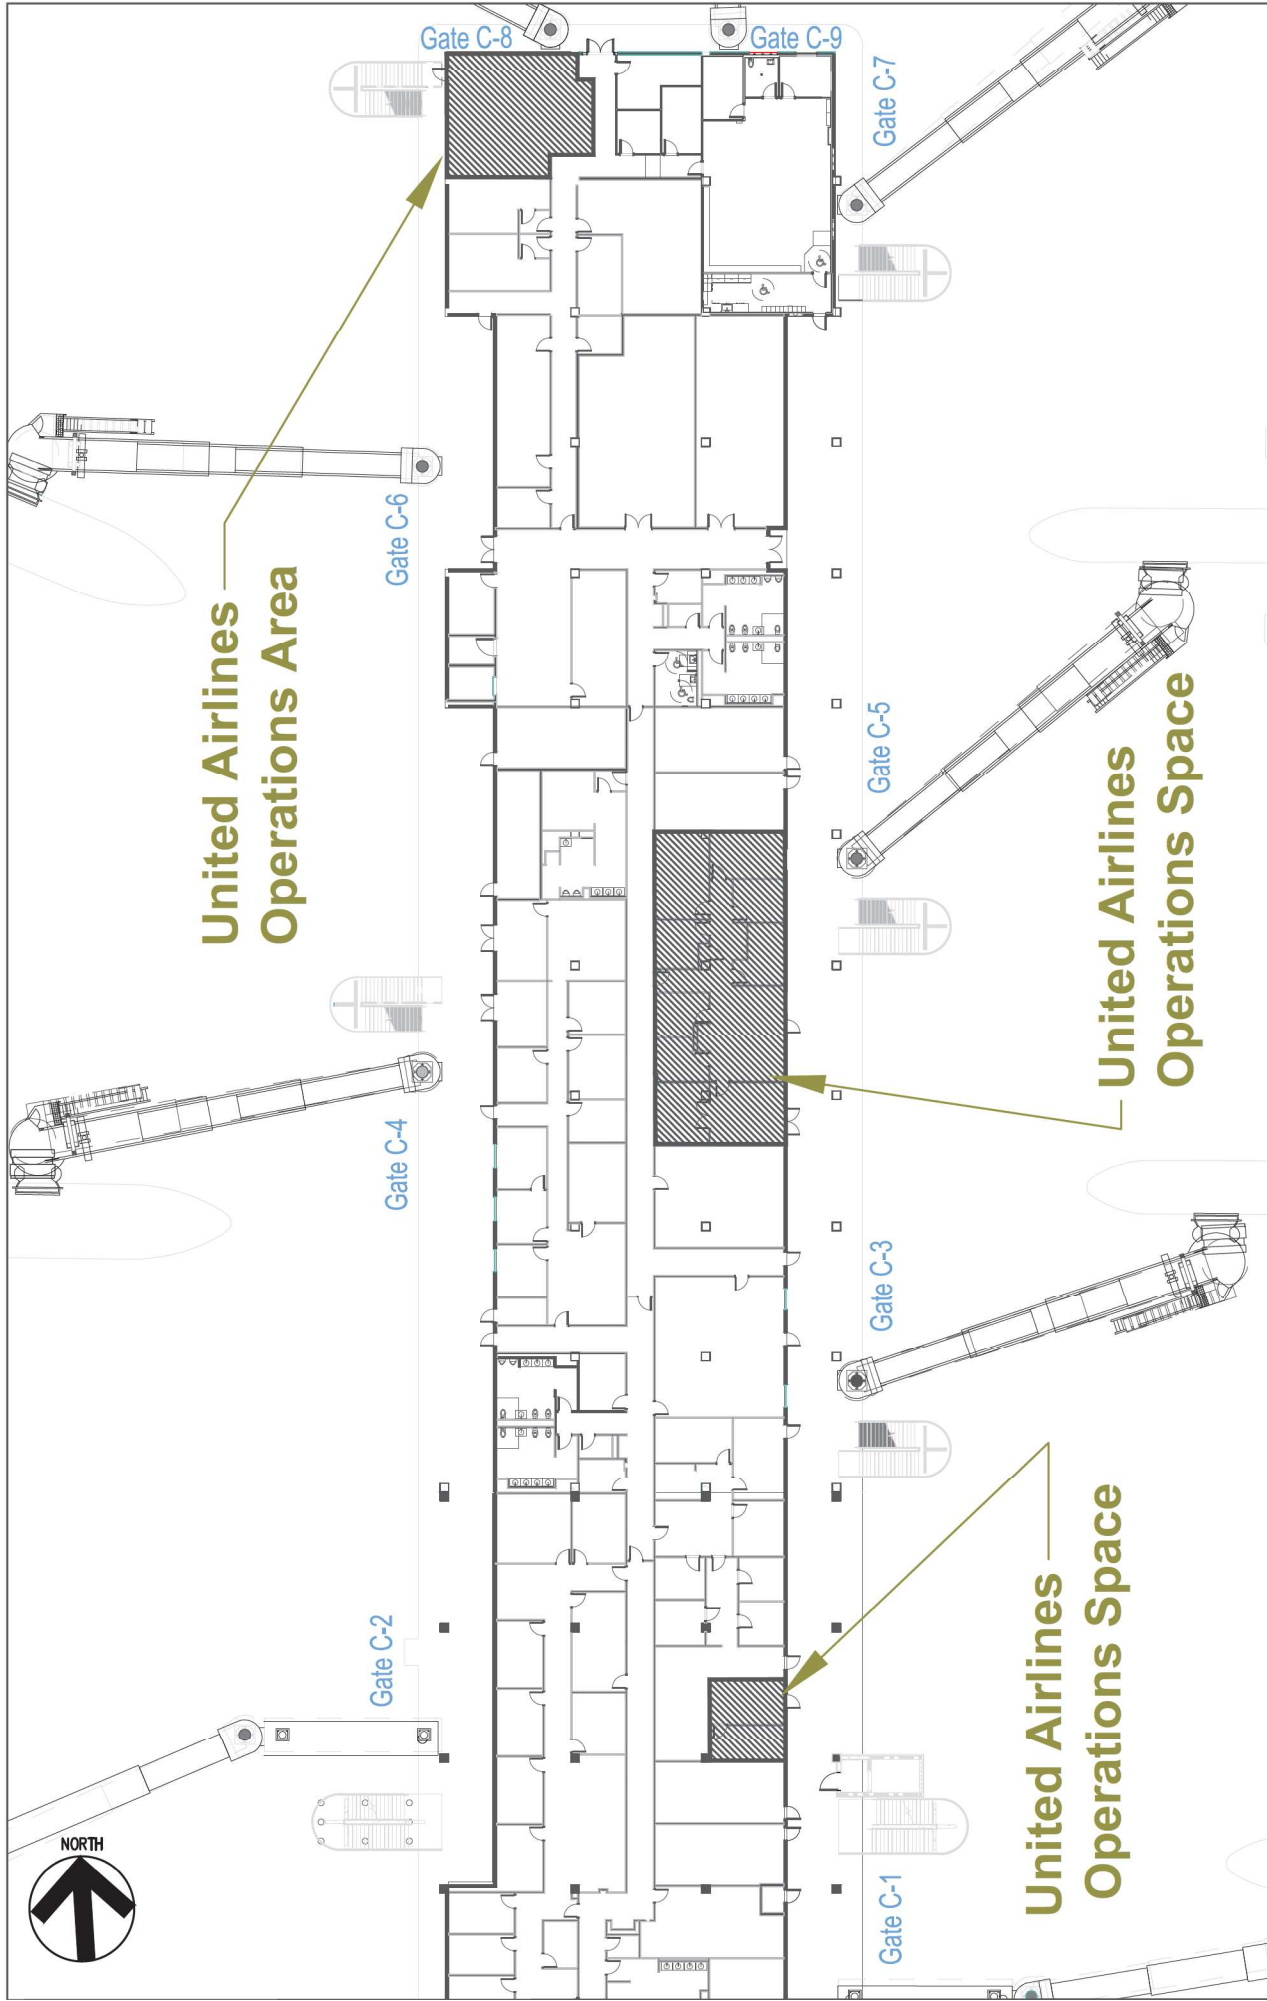 Gate C-8
Gate C-9
Gate C-7
United Airlines
Operations Area
Gate C-6
Gate C-5
United Airlines
Operations Space
Gate C-4
Gate C-3
Gate C-2
United Airlines
Operations Space
NORTH
Gate C-1